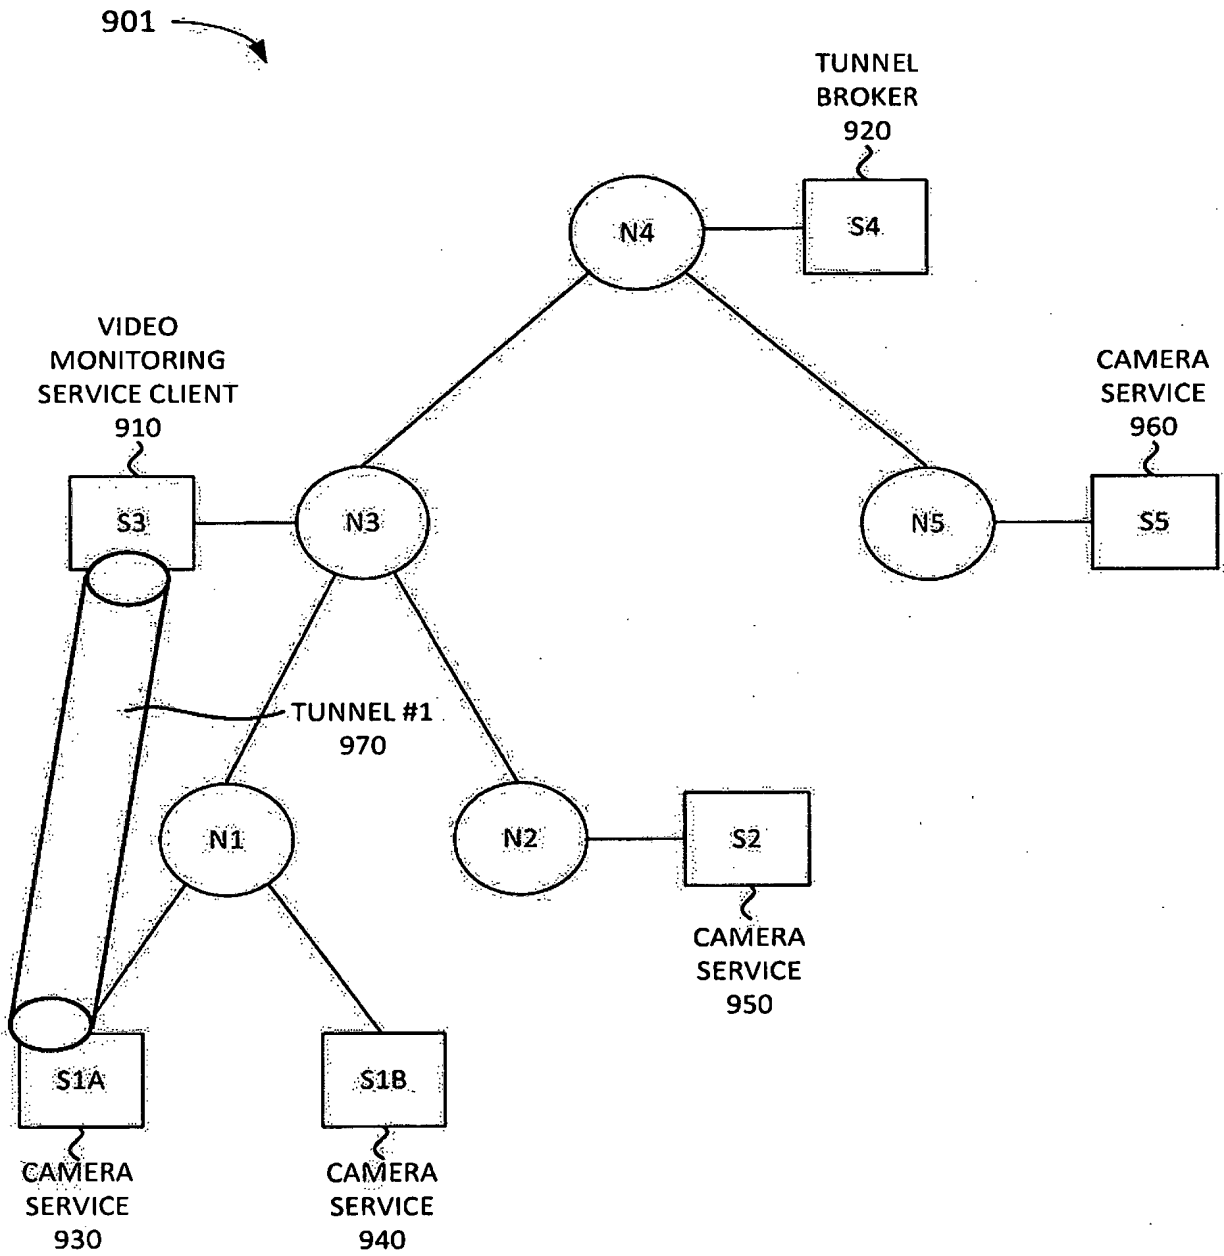 901
TUNNEL
BROKER
920
N4
S4
VIDEO
MONITORING
SERVICE CLIENT
910
CAMERA
SERVICE
960
S3
N3
N5
S5
TUNNEL #1
970
N1
N2
S2
CAMERA
SERVICE
950
S1A
S1B
CAMERA
SERVICE
930
CAMERA
SERVICE
940